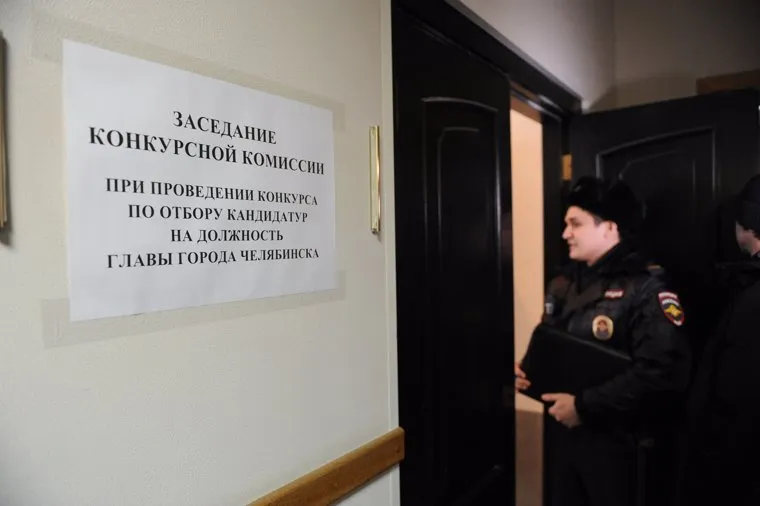 ЗАСЕДАНИЕ
КОНКУРСНОЙ КОМИССИИ
ПРИ ПРОВЕДЕНИИ КОНКУРСА
ПО ОТБОРУ КАНДИДАТУР
НА ДОЛЖНОСТЬ
ГЛАВЫ ГОРОДА ЧЕЛЯБИНСКА